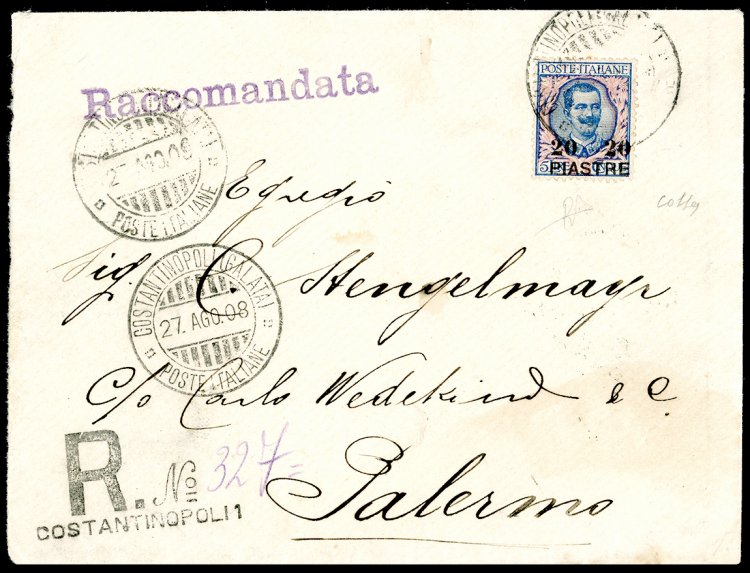 Raccomandata
POSTE·ITALIANE
20 20
PIASTRE
27 AGO.08
POSTE ITALIANE
Egregio
Sig. C. Stengelmayr
COSTANTINOPOLI (GALATA)
27. AGO.08
POSTE ITALIANE
c/o Carlo Wedekind & C.
R. No 327=
COSTANTINOPOLI 1
Palermo